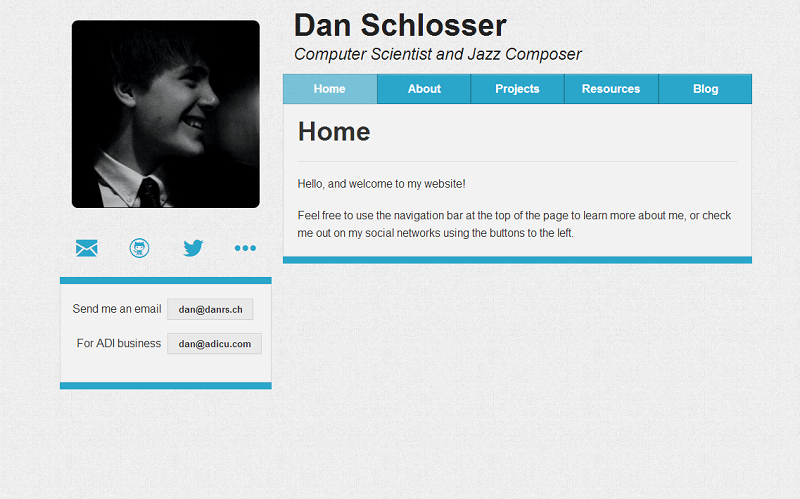 Dan Schlosser
Computer Scientist and Jazz Composer
Home About Projects Resources Blog
Home
Hello, and welcome to my website!
Feel free to use the navigation bar at the top of the page to learn more about me, or check
me out on my social networks using the buttons to the left.
Send me an email dan@danrs.ch
For ADI business dan@adicu.com